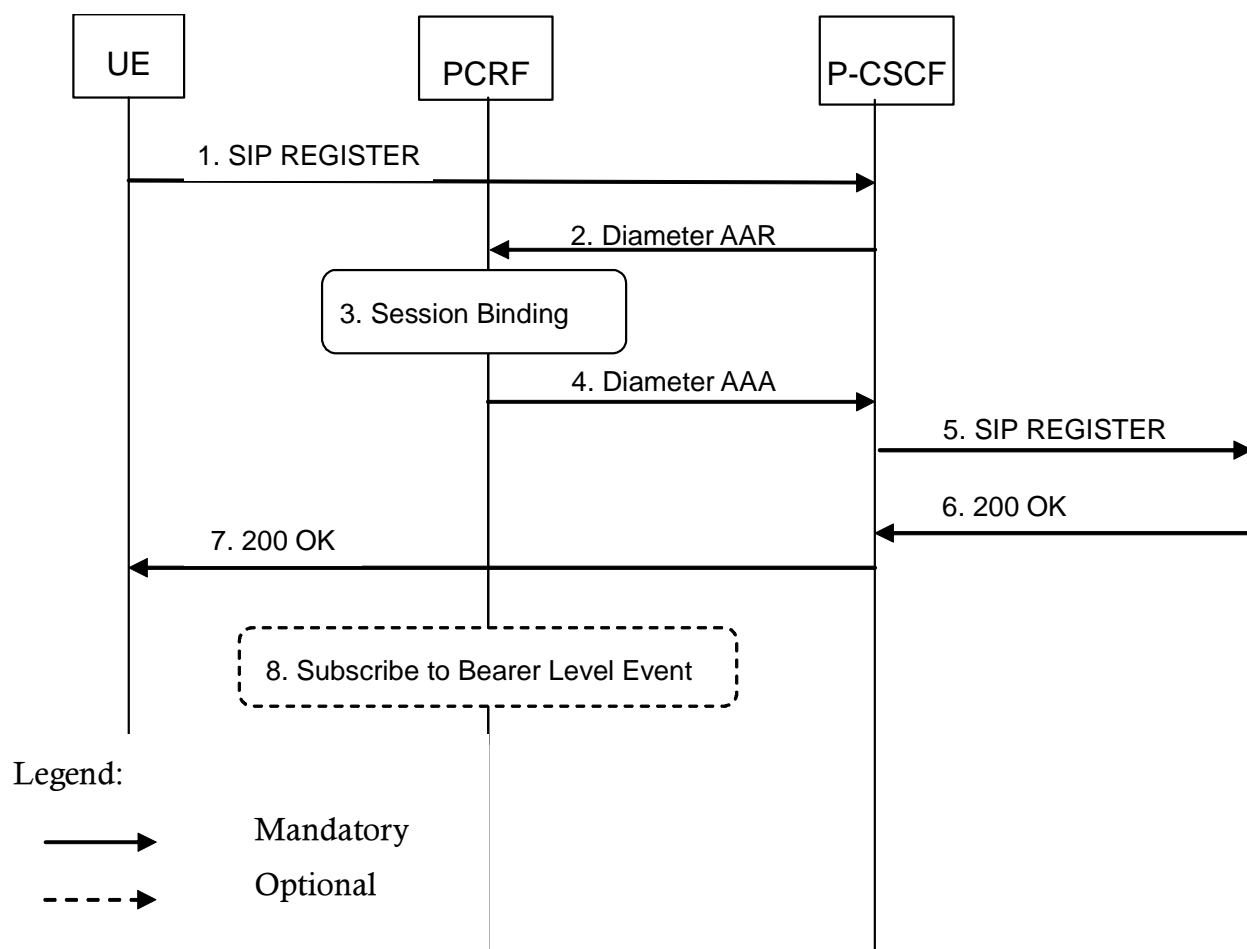 UE
PCRF
P-CSCF
1. SIP REGISTER
2. Diameter AAR
3. Session Binding
4. Diameter AAA
5. SIP REGISTER
6. 200 OK
7. 200 OK
8. Subscribe to Bearer Level Event
Legend:
Mandatory
Optional